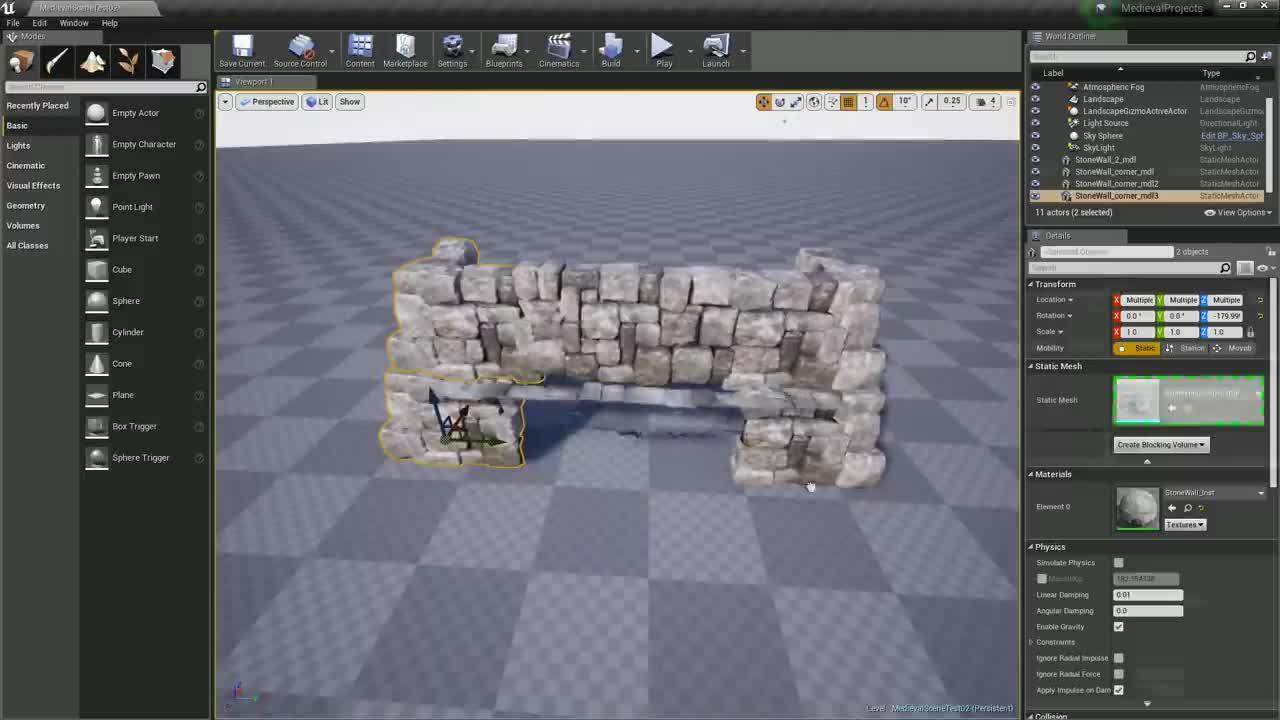 MedievalSceneTest02
MedievalProjects
File Edit Window Help
Modes
Save Current Source Control Content Marketplace Settings Blueprints Cinematics Build Play Launch
Recently Placed
Basic
Lights
Cinematic
Visual Effects
Geometry
Volumes
All Classes
Empty Actor
Empty Character
Empty Pawn
Point Light
Player Start
Cube
Sphere
Cylinder
Cone
Plane
Box Trigger
Sphere Trigger
Viewport 1
Perspective Lit Show
1 10° 0.25 4
Level: MedievalSceneTest02 (Persistent)
World Outliner
Label Type
Atmospheric Fog AtmosphericFog
Landscape Landscape
LandscapeGizmoActiveActor LandscapeGizmo
Light Source DirectionalLight
Sky Sphere Edit BP_Sky_Sph
SkyLight SkyLight
StoneWall_2_mdl StaticMeshActor
StoneWall_corner_mdl StaticMeshActor
StoneWall_corner_mdl2 StaticMeshActor
StoneWall_corner_mdl3 StaticMeshActor
11 actors (2 selected) View Options
Details
2 objects
Search
Transform
Location X Multiple Y Multiple Z Multiple
Rotation X 0.0 ° Y 0.0 ° Z -179.99°
Scale X 1.0 Y 1.0 Z 1.0
Mobility Static Station Movab
Static Mesh
Static Mesh
Create Blocking Volume
Materials
Element 0 StoneWall_Inst
Textures
Physics
Simulate Physics
Linear Damping 0.01
Angular Damping 0.0
Enable Gravity
Constraints
Ignore Radial Impulse
Ignore Radial Force
Apply Impulse on Dam
Collision